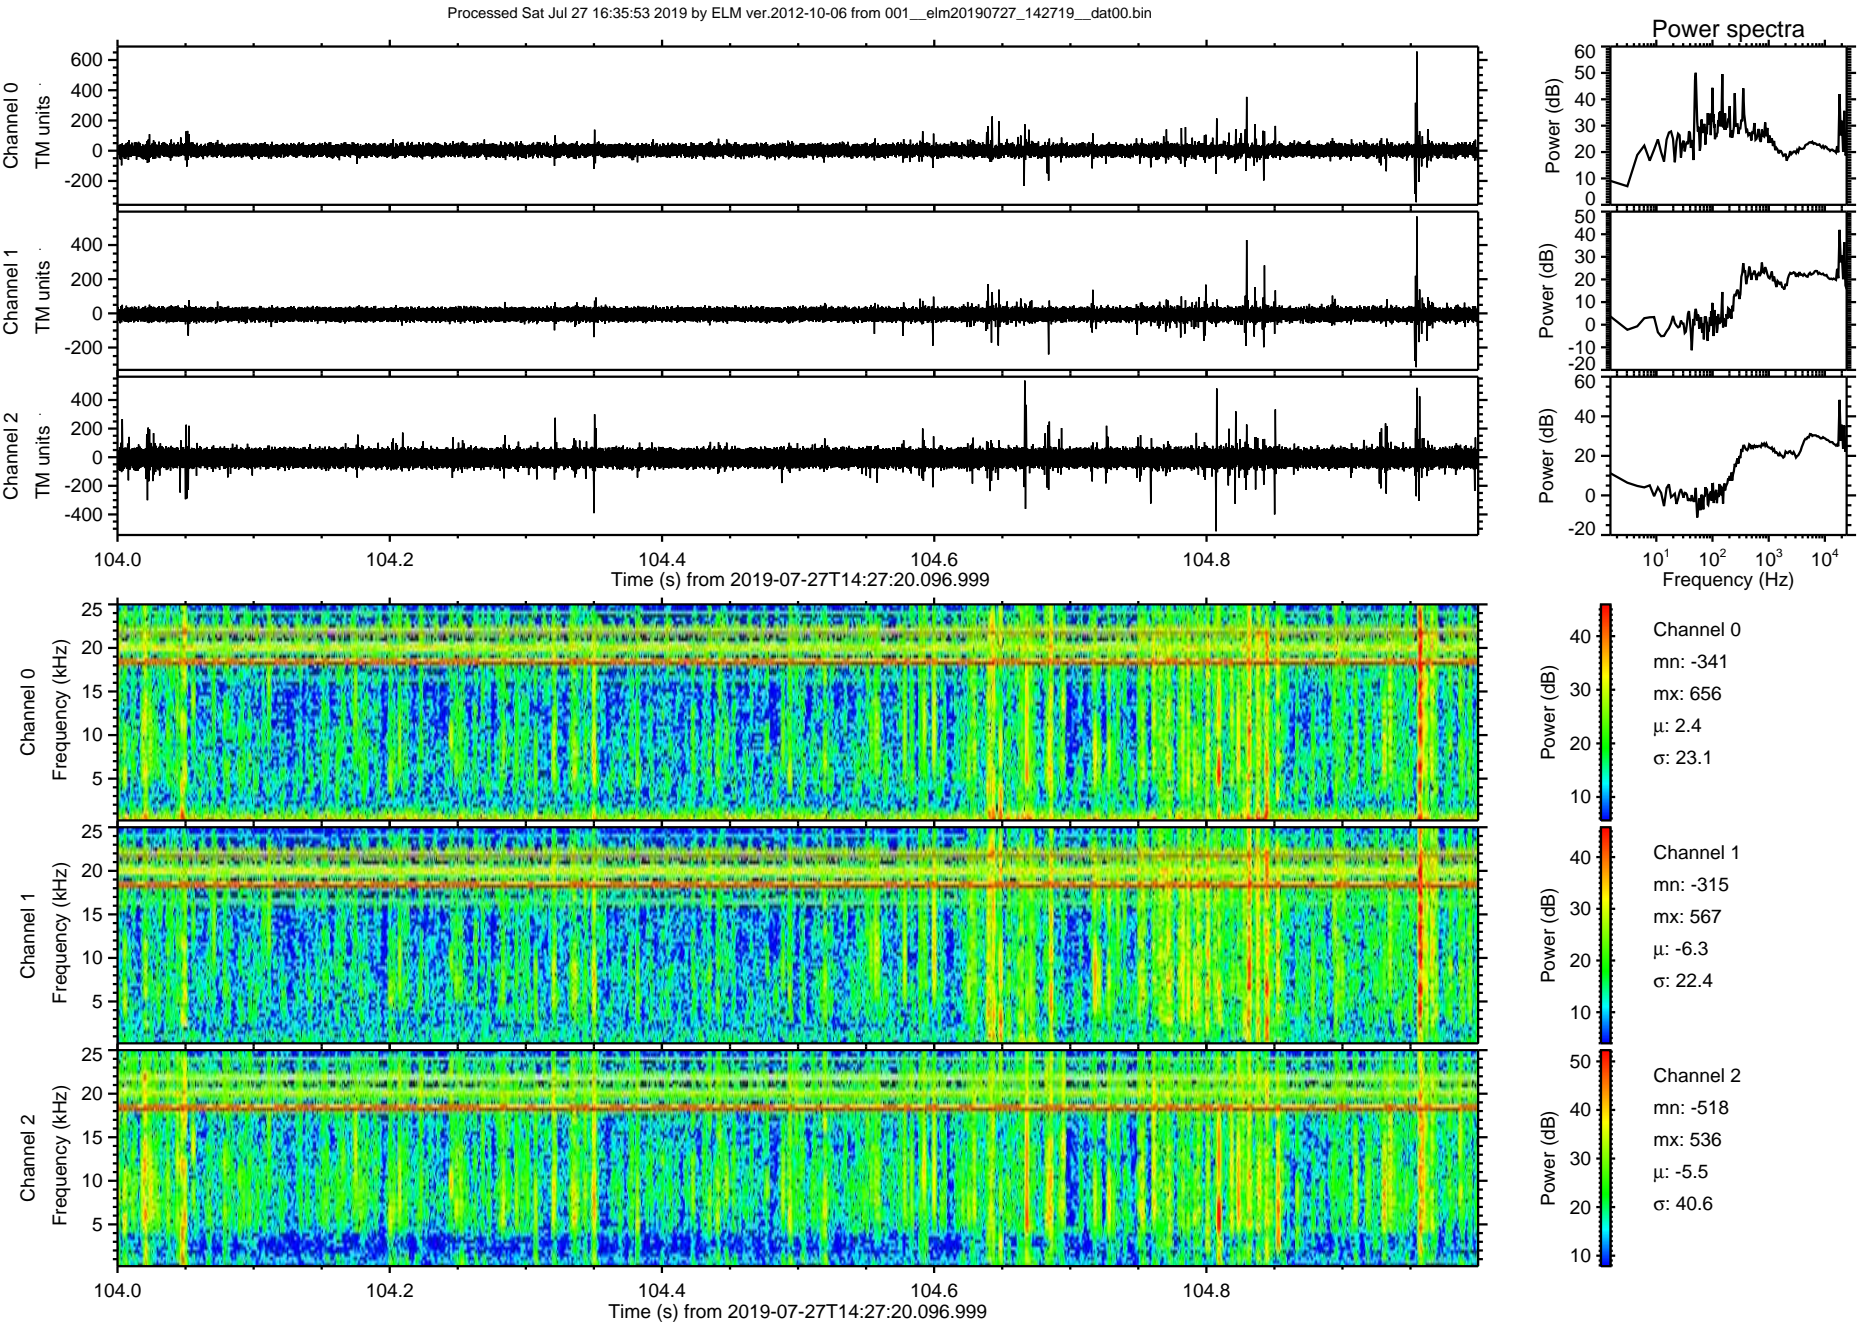 Processed Sat Jul 27 16:35:53 2019 by ELM ver.2012-10-06 from 001__elm20190727_142719__dat00.bin
Power spectra
Channel 0
TM units
600
400
200
0
-200
Power (dB)
60
50
40
30
20
10
0
Channel 1
TM units
400
200
0
-200
Power (dB)
50
40
30
20
10
0
-10
-20
Channel 2
TM units
400
200
0
-200
-400
Power (dB)
60
40
20
0
-20
104.0 104.2 104.4 104.6 104.8
Time (s) from 2019-07-27T14:27:20.096.999
10¹ 10² 10³ 10⁴
Frequency (Hz)
Channel 0
Frequency (kHz)
25
20
15
10
5
Power (dB)
40
30
20
10
Channel 0
mn: -341
mx: 656
μ: 2.4
σ: 23.1
Channel 1
Frequency (kHz)
25
20
15
10
5
Power (dB)
40
30
20
10
Channel 1
mn: -315
mx: 567
μ: -6.3
σ: 22.4
Channel 2
Frequency (kHz)
25
20
15
10
5
Power (dB)
50
40
30
20
10
Channel 2
mn: -518
mx: 536
μ: -5.5
σ: 40.6
104.0 104.2 104.4 104.6 104.8
Time (s) from 2019-07-27T14:27:20.096.999